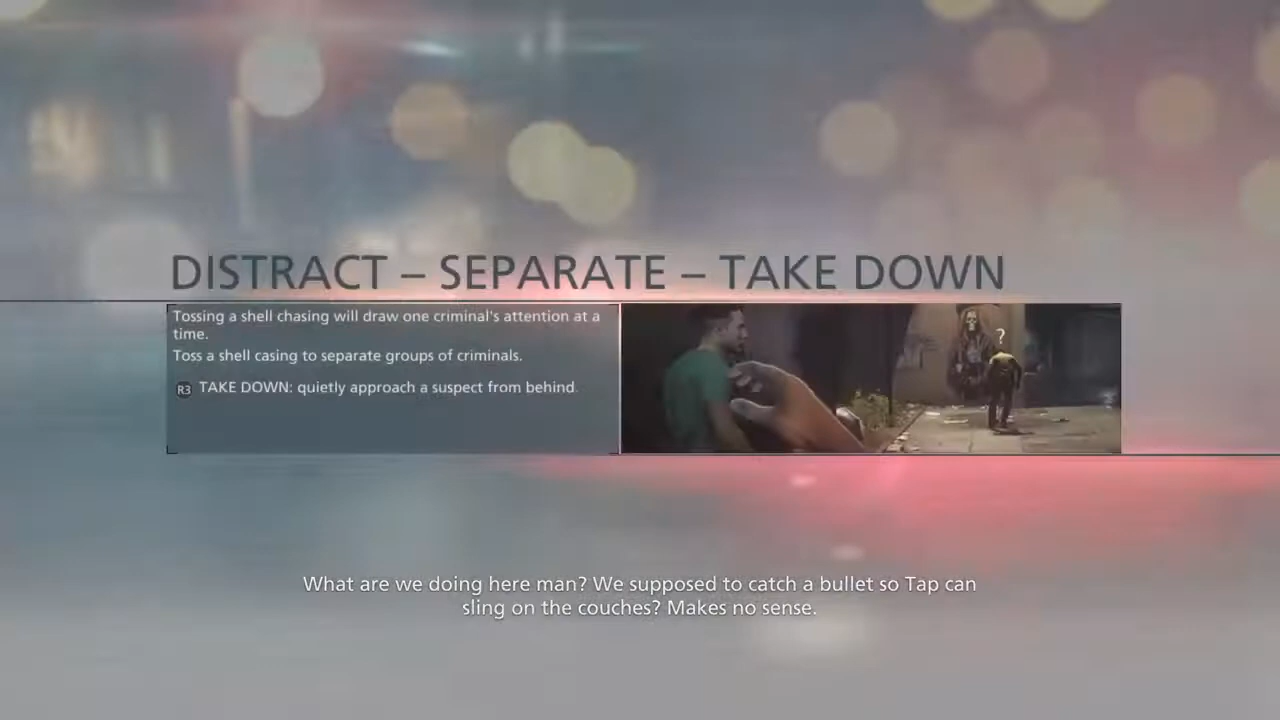 DISTRACT – SEPARATE – TAKE DOWN
Tossing a shell chasing will draw one criminal's attention at a
time.
Toss a shell casing to separate groups of criminals.
R3 TAKE DOWN: quietly approach a suspect from behind.
?
What are we doing here man? We supposed to catch a bullet so Tap can
sling on the couches? Makes no sense.